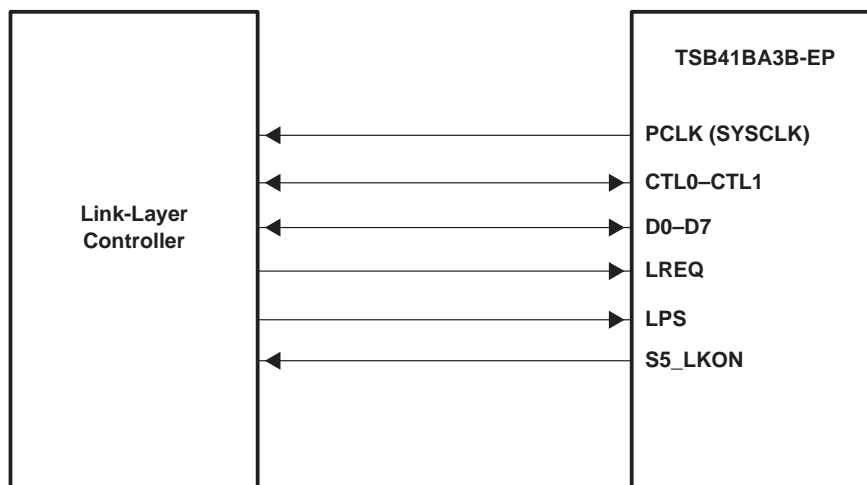 TSB41BA3B-EP
PCLK (SYSCLK)
CTL0–CTL1
Link-Layer
Controller
D0–D7
LREQ
LPS
S5_LKON